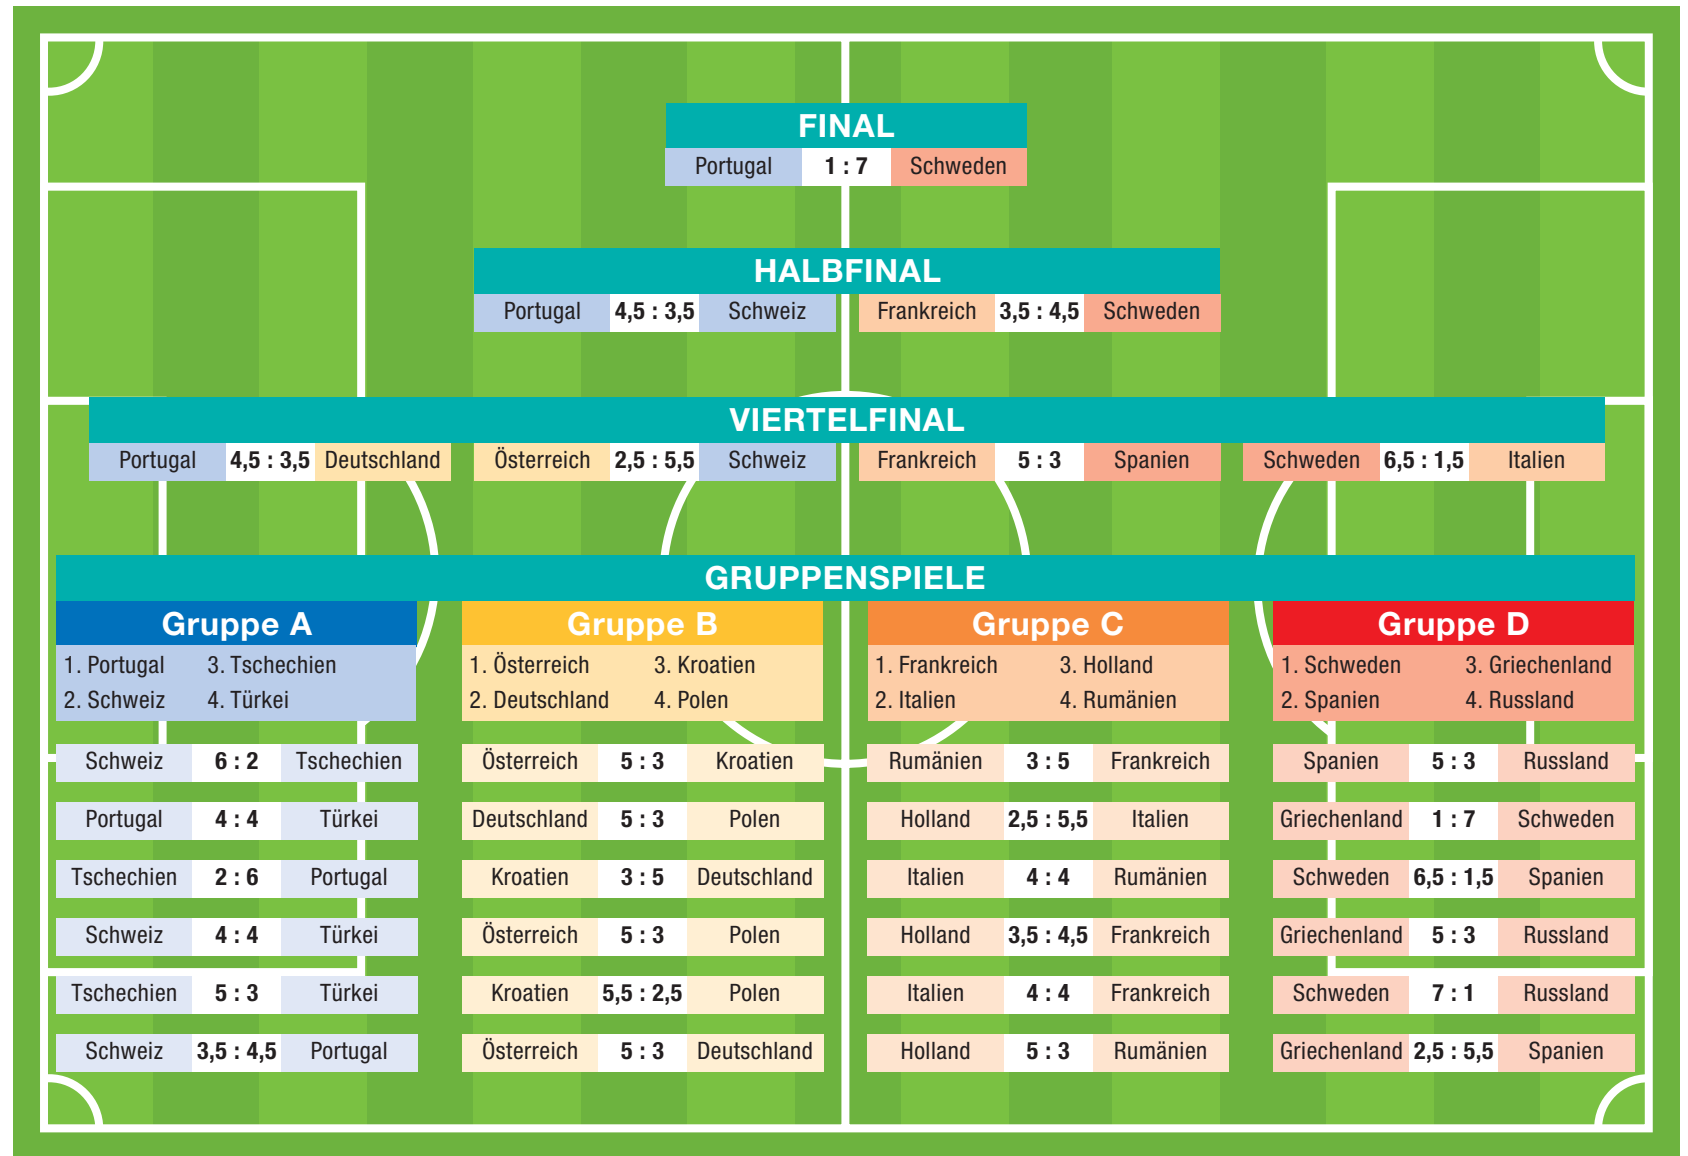 FINAL
Portugal 1 : 7 Schweden
HALBFINAL
Portugal 4,5 : 3,5 Schweiz
Frankreich 3,5 : 4,5 Schweden
VIERTELFINAL
Portugal 4,5 : 3,5 Deutschland
Österreich 2,5 : 5,5 Schweiz
Frankreich 5 : 3 Spanien
Schweden 6,5 : 1,5 Italien
GRUPPENSPIELE
Gruppe A
1. Portugal 3. Tschechien
2. Schweiz 4. Türkei
Schweiz 6 : 2 Tschechien
Portugal 4 : 4 Türkei
Tschechien 2 : 6 Portugal
Schweiz 4 : 4 Türkei
Tschechien 5 : 3 Türkei
Schweiz 3,5 : 4,5 Portugal
Gruppe B
1. Österreich 3. Kroatien
2. Deutschland 4. Polen
Österreich 5 : 3 Kroatien
Deutschland 5 : 3 Polen
Kroatien 3 : 5 Deutschland
Österreich 5 : 3 Polen
Kroatien 5,5 : 2,5 Polen
Österreich 5 : 3 Deutschland
Gruppe C
1. Frankreich 3. Holland
2. Italien 4. Rumänien
Rumänien 3 : 5 Frankreich
Holland 2,5 : 5,5 Italien
Italien 4 : 4 Rumänien
Holland 3,5 : 4,5 Frankreich
Italien 4 : 4 Frankreich
Holland 5 : 3 Rumänien
Gruppe D
1. Schweden 3. Griechenland
2. Spanien 4. Russland
Spanien 5 : 3 Russland
Griechenland 1 : 7 Schweden
Schweden 6,5 : 1,5 Spanien
Griechenland 5 : 3 Russland
Schweden 7 : 1 Russland
Griechenland 2,5 : 5,5 Spanien